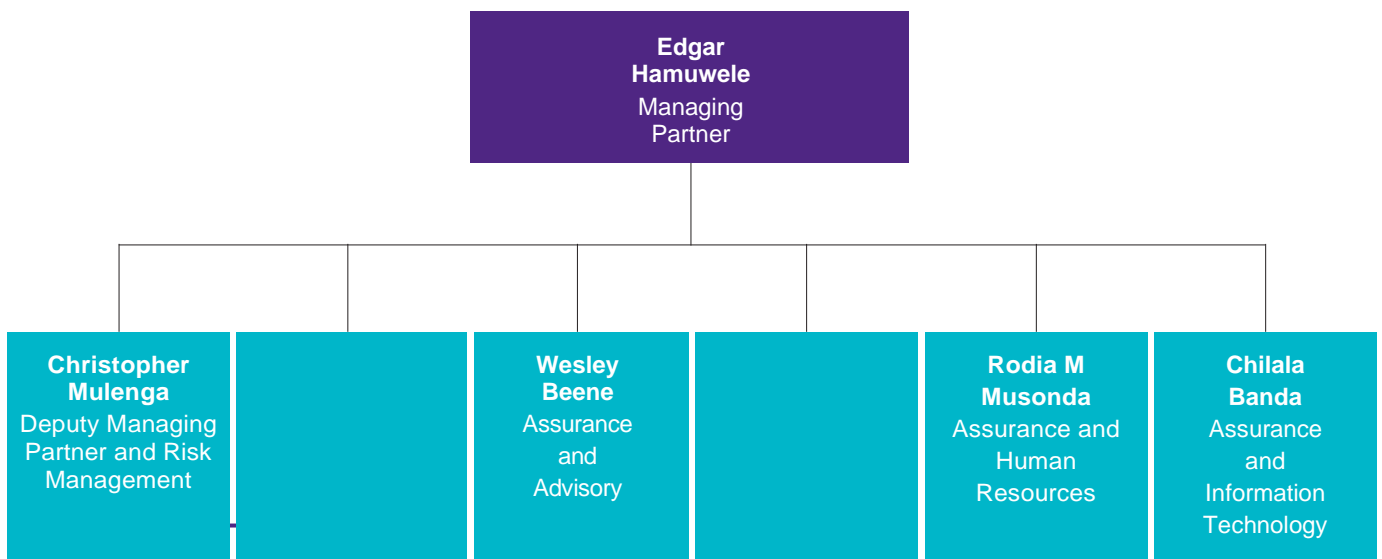 Edgar
Hamuwele
Managing
Partner
Christopher
Mulenga
Deputy Managing
Partner and Risk
Management
Wesley
Beene
Assurance
and
Advisory
Rodia M
Musonda
Assurance and
Human
Resources
Chilala
Banda
Assurance
and
Information
Technology